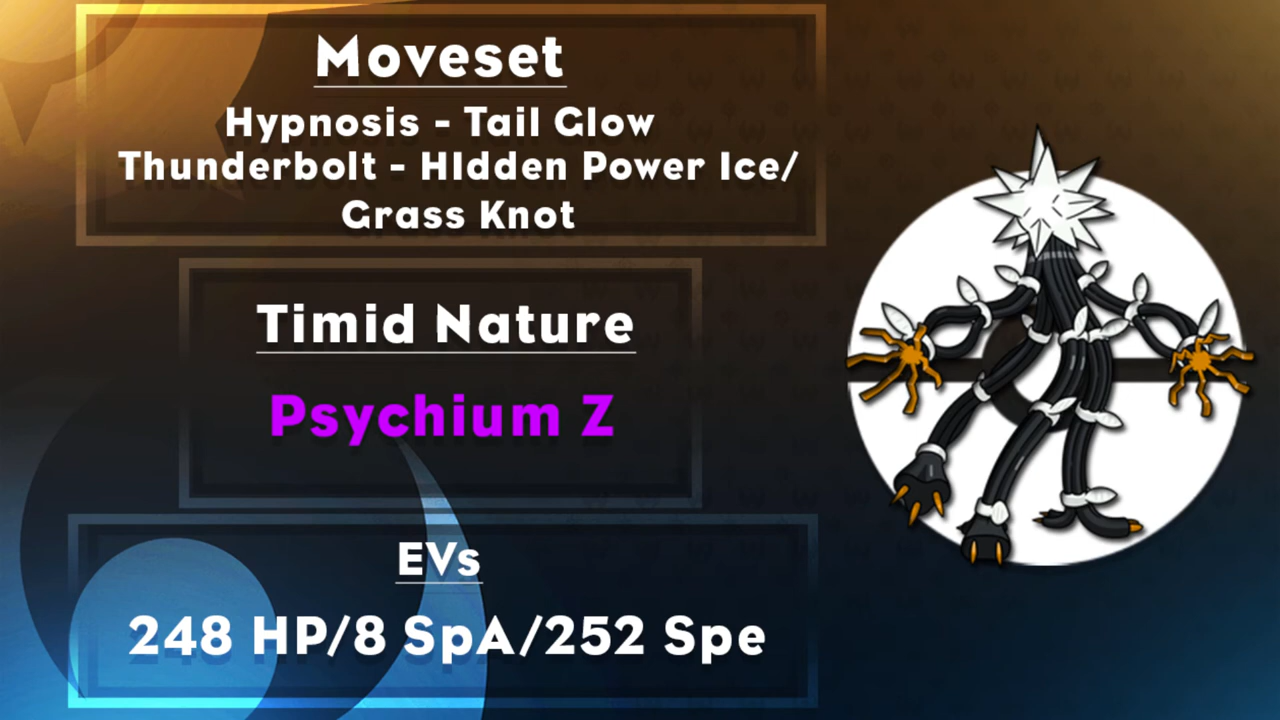 Moveset
Hypnosis - Tail Glow
Thunderbolt - HIdden Power Ice/
Grass Knot
Timid Nature
Psychium Z
EVs
248 HP/8 SpA/252 Spe